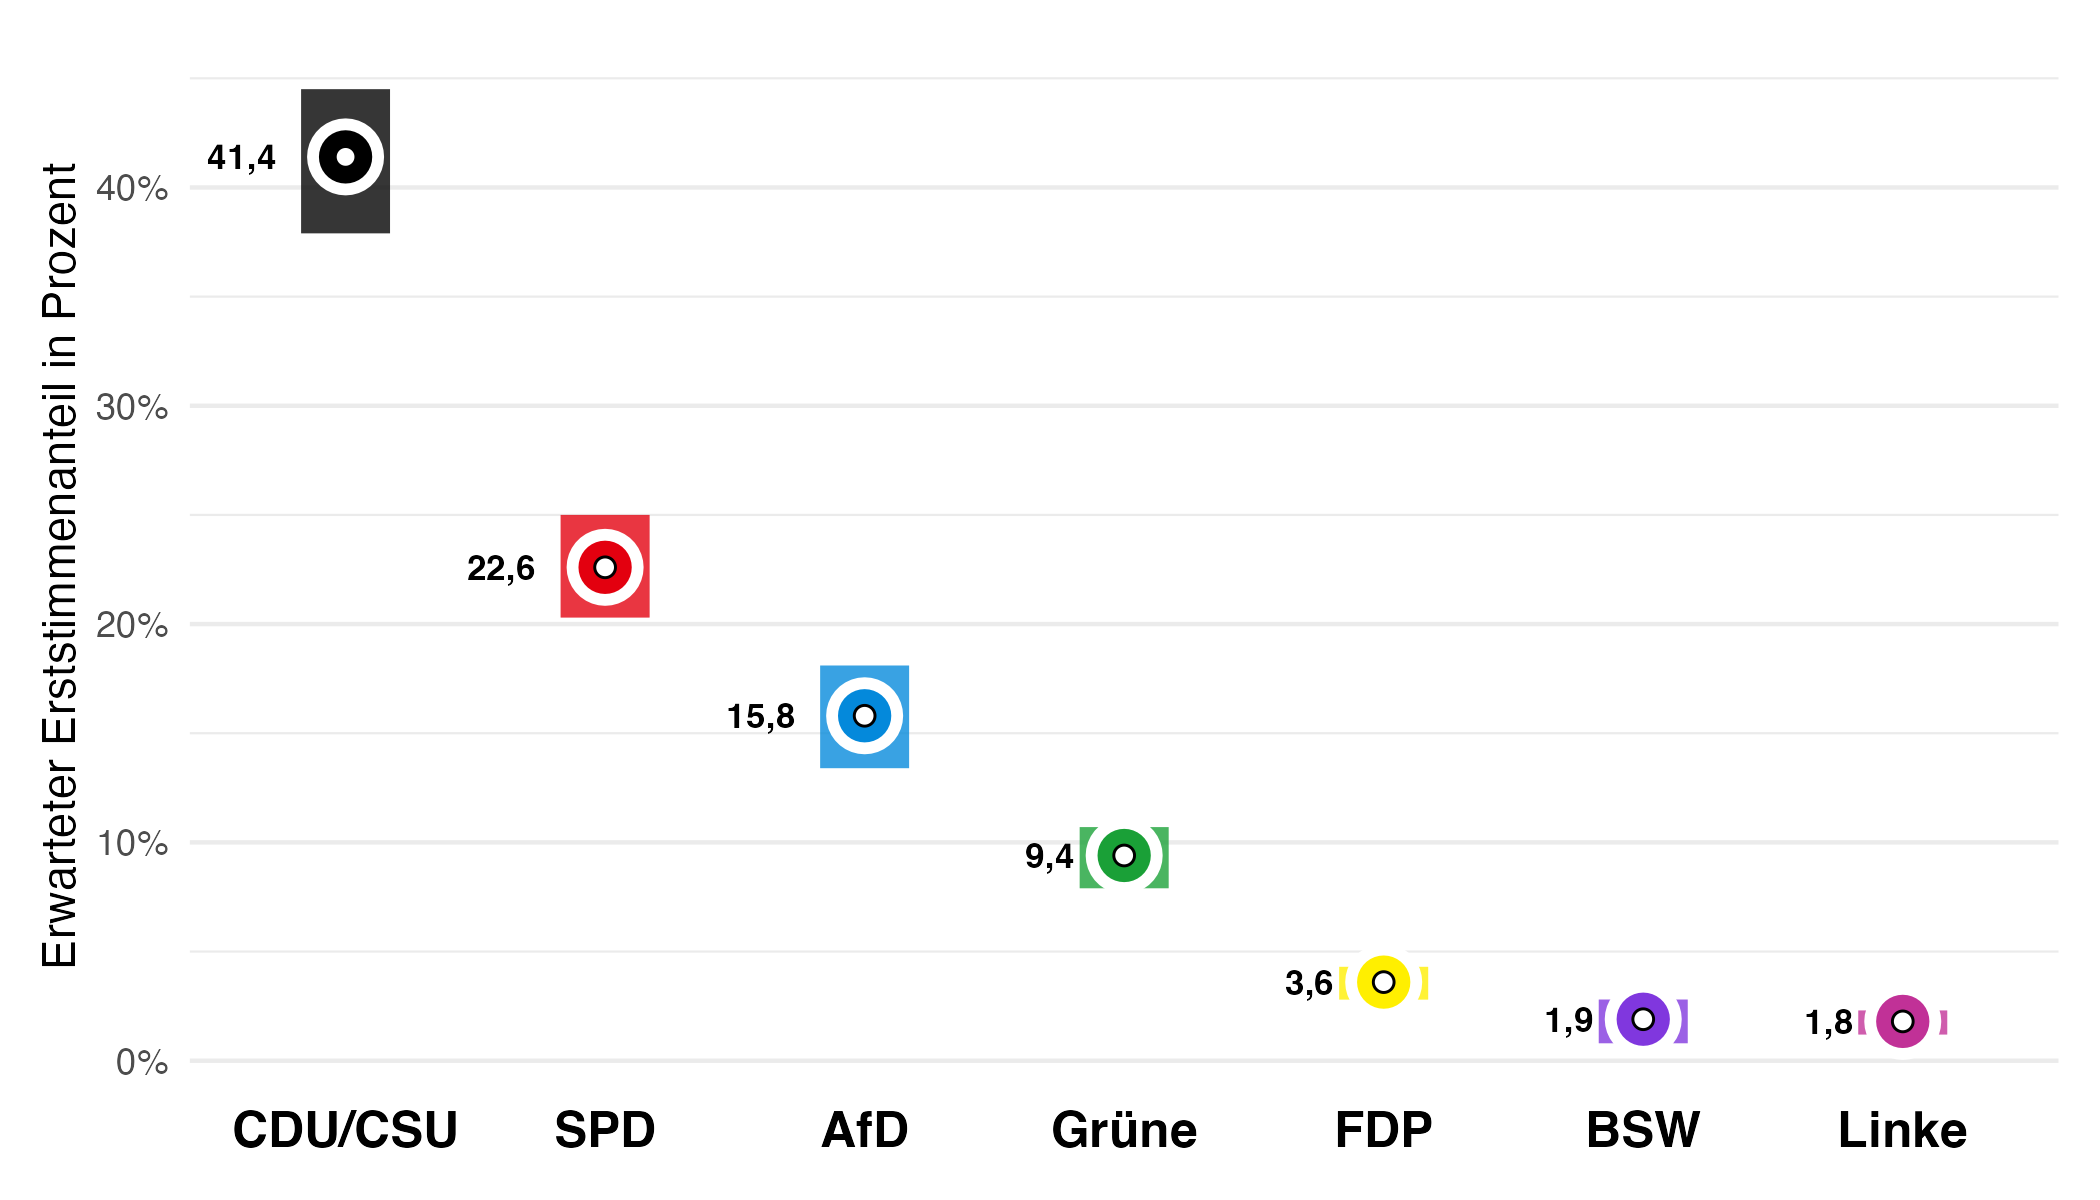 Erwarteter Erststimmenanteil in Prozent
40%
30%
20%
10%
0%
41,4
22,6
15,8
9,4
3,6
1,9
1,8
CDU/CSU
SPD
AfD
Grüne
FDP
BSW
Linke